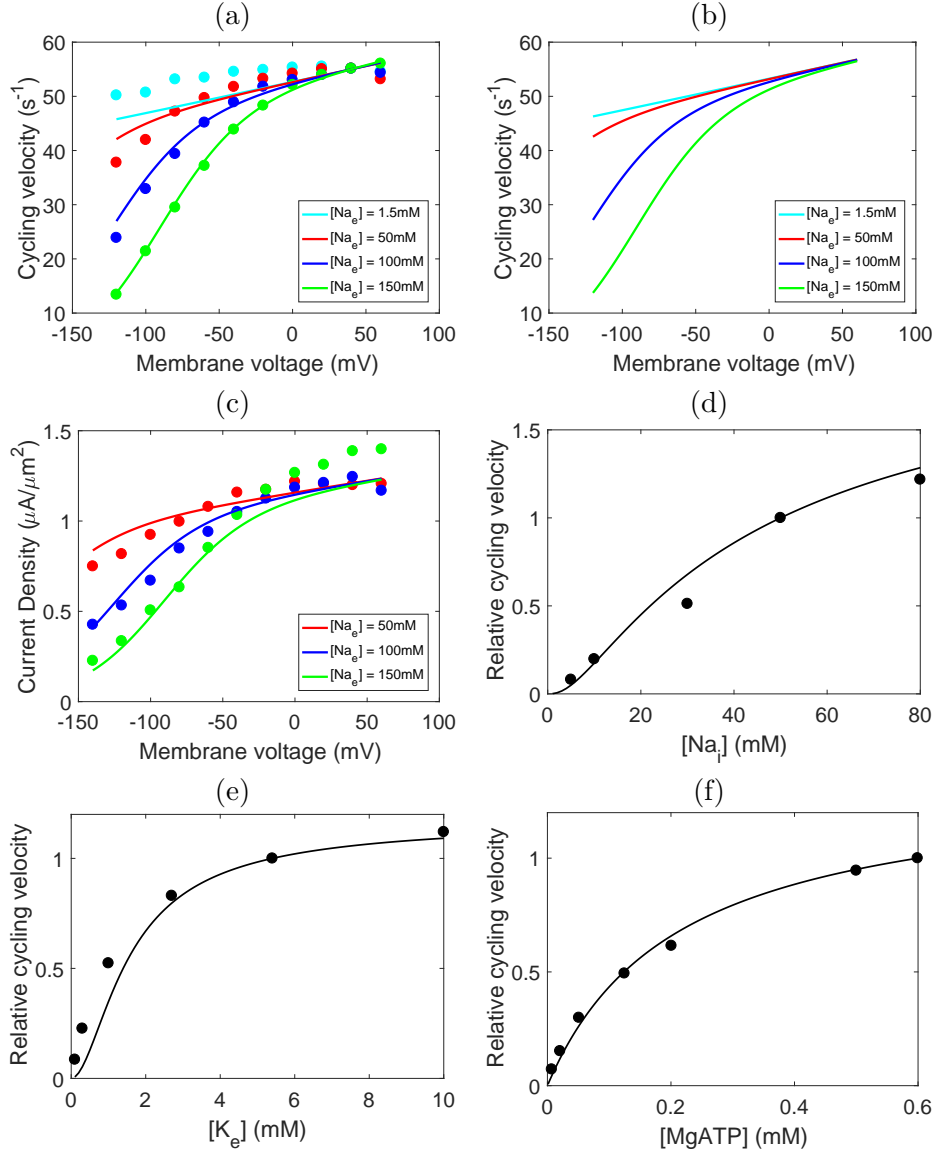 (a)
Cycling velocity (s⁻¹)
60
50
40
30
20
10
-150 -100 -50 0 50 100
Membrane voltage (mV)
[Naₑ] = 1.5mM
[Naₑ] = 50mM
[Naₑ] = 100mM
[Naₑ] = 150mM
(b)
Cycling velocity (s⁻¹)
60
50
40
30
20
10
-150 -100 -50 0 50 100
Membrane voltage (mV)
[Naₑ] = 1.5mM
[Naₑ] = 50mM
[Naₑ] = 100mM
[Naₑ] = 150mM
(c)
Current Density (μA/μm²)
1.5
1
0.5
0
-150 -100 -50 0 50 100
Membrane voltage (mV)
[Naₑ] = 50mM
[Naₑ] = 100mM
[Naₑ] = 150mM
(d)
Relative cycling velocity
1.5
1
0.5
0
0 20 40 60 80
[Naᵢ] (mM)
(e)
Relative cycling velocity
1
0.5
0
0 2 4 6 8 10
[Kₑ] (mM)
(f)
Relative cycling velocity
1
0.5
0
0 0.2 0.4 0.6
[MgATP] (mM)